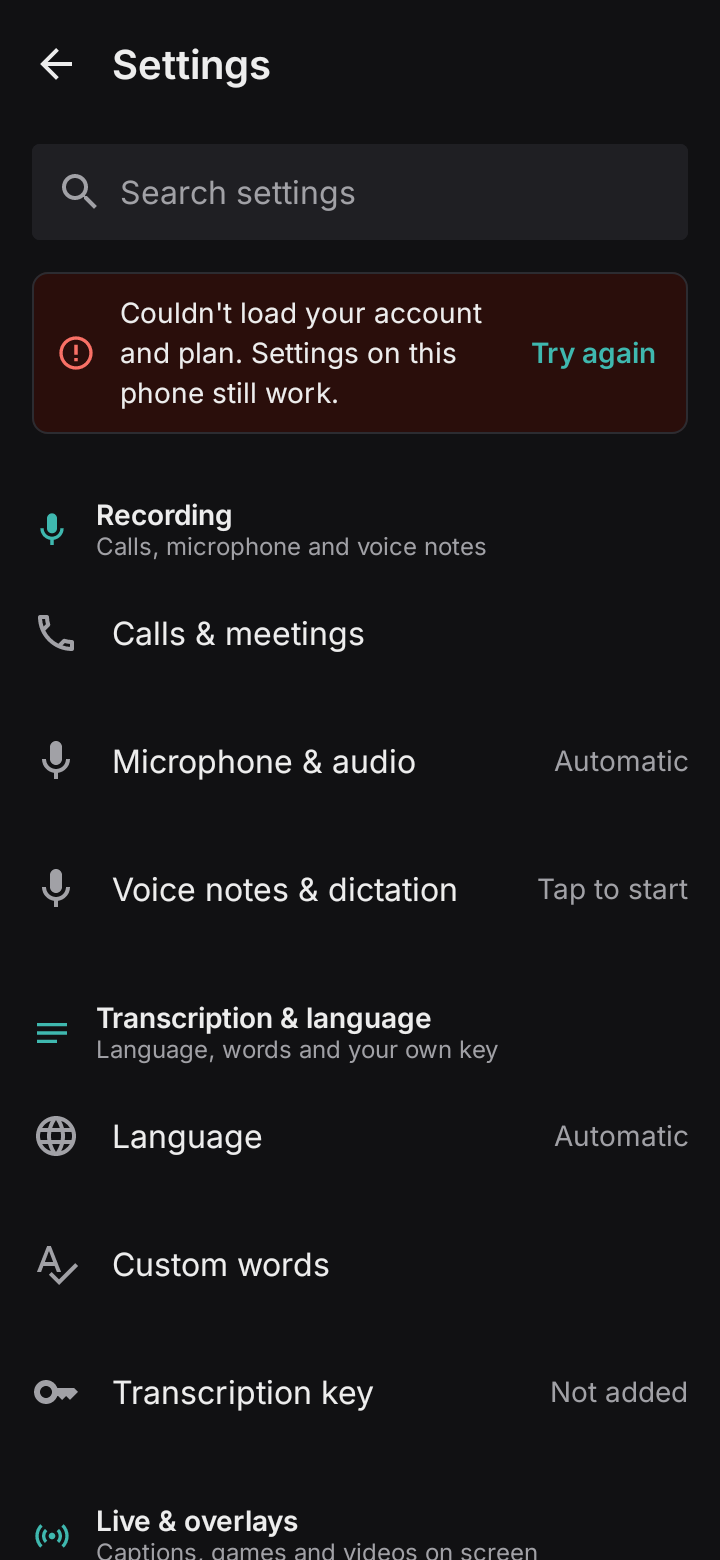 Settings
Search settings
Couldn't load your account
and plan. Settings on this
phone still work.
Try again
Recording
Calls, microphone and voice notes
Calls & meetings
Microphone & audio
Automatic
Voice notes & dictation
Tap to start
Transcription & language
Language, words and your own key
Language
Automatic
Custom words
Transcription key
Not added
Live & overlays
Captions, games and videos on screen